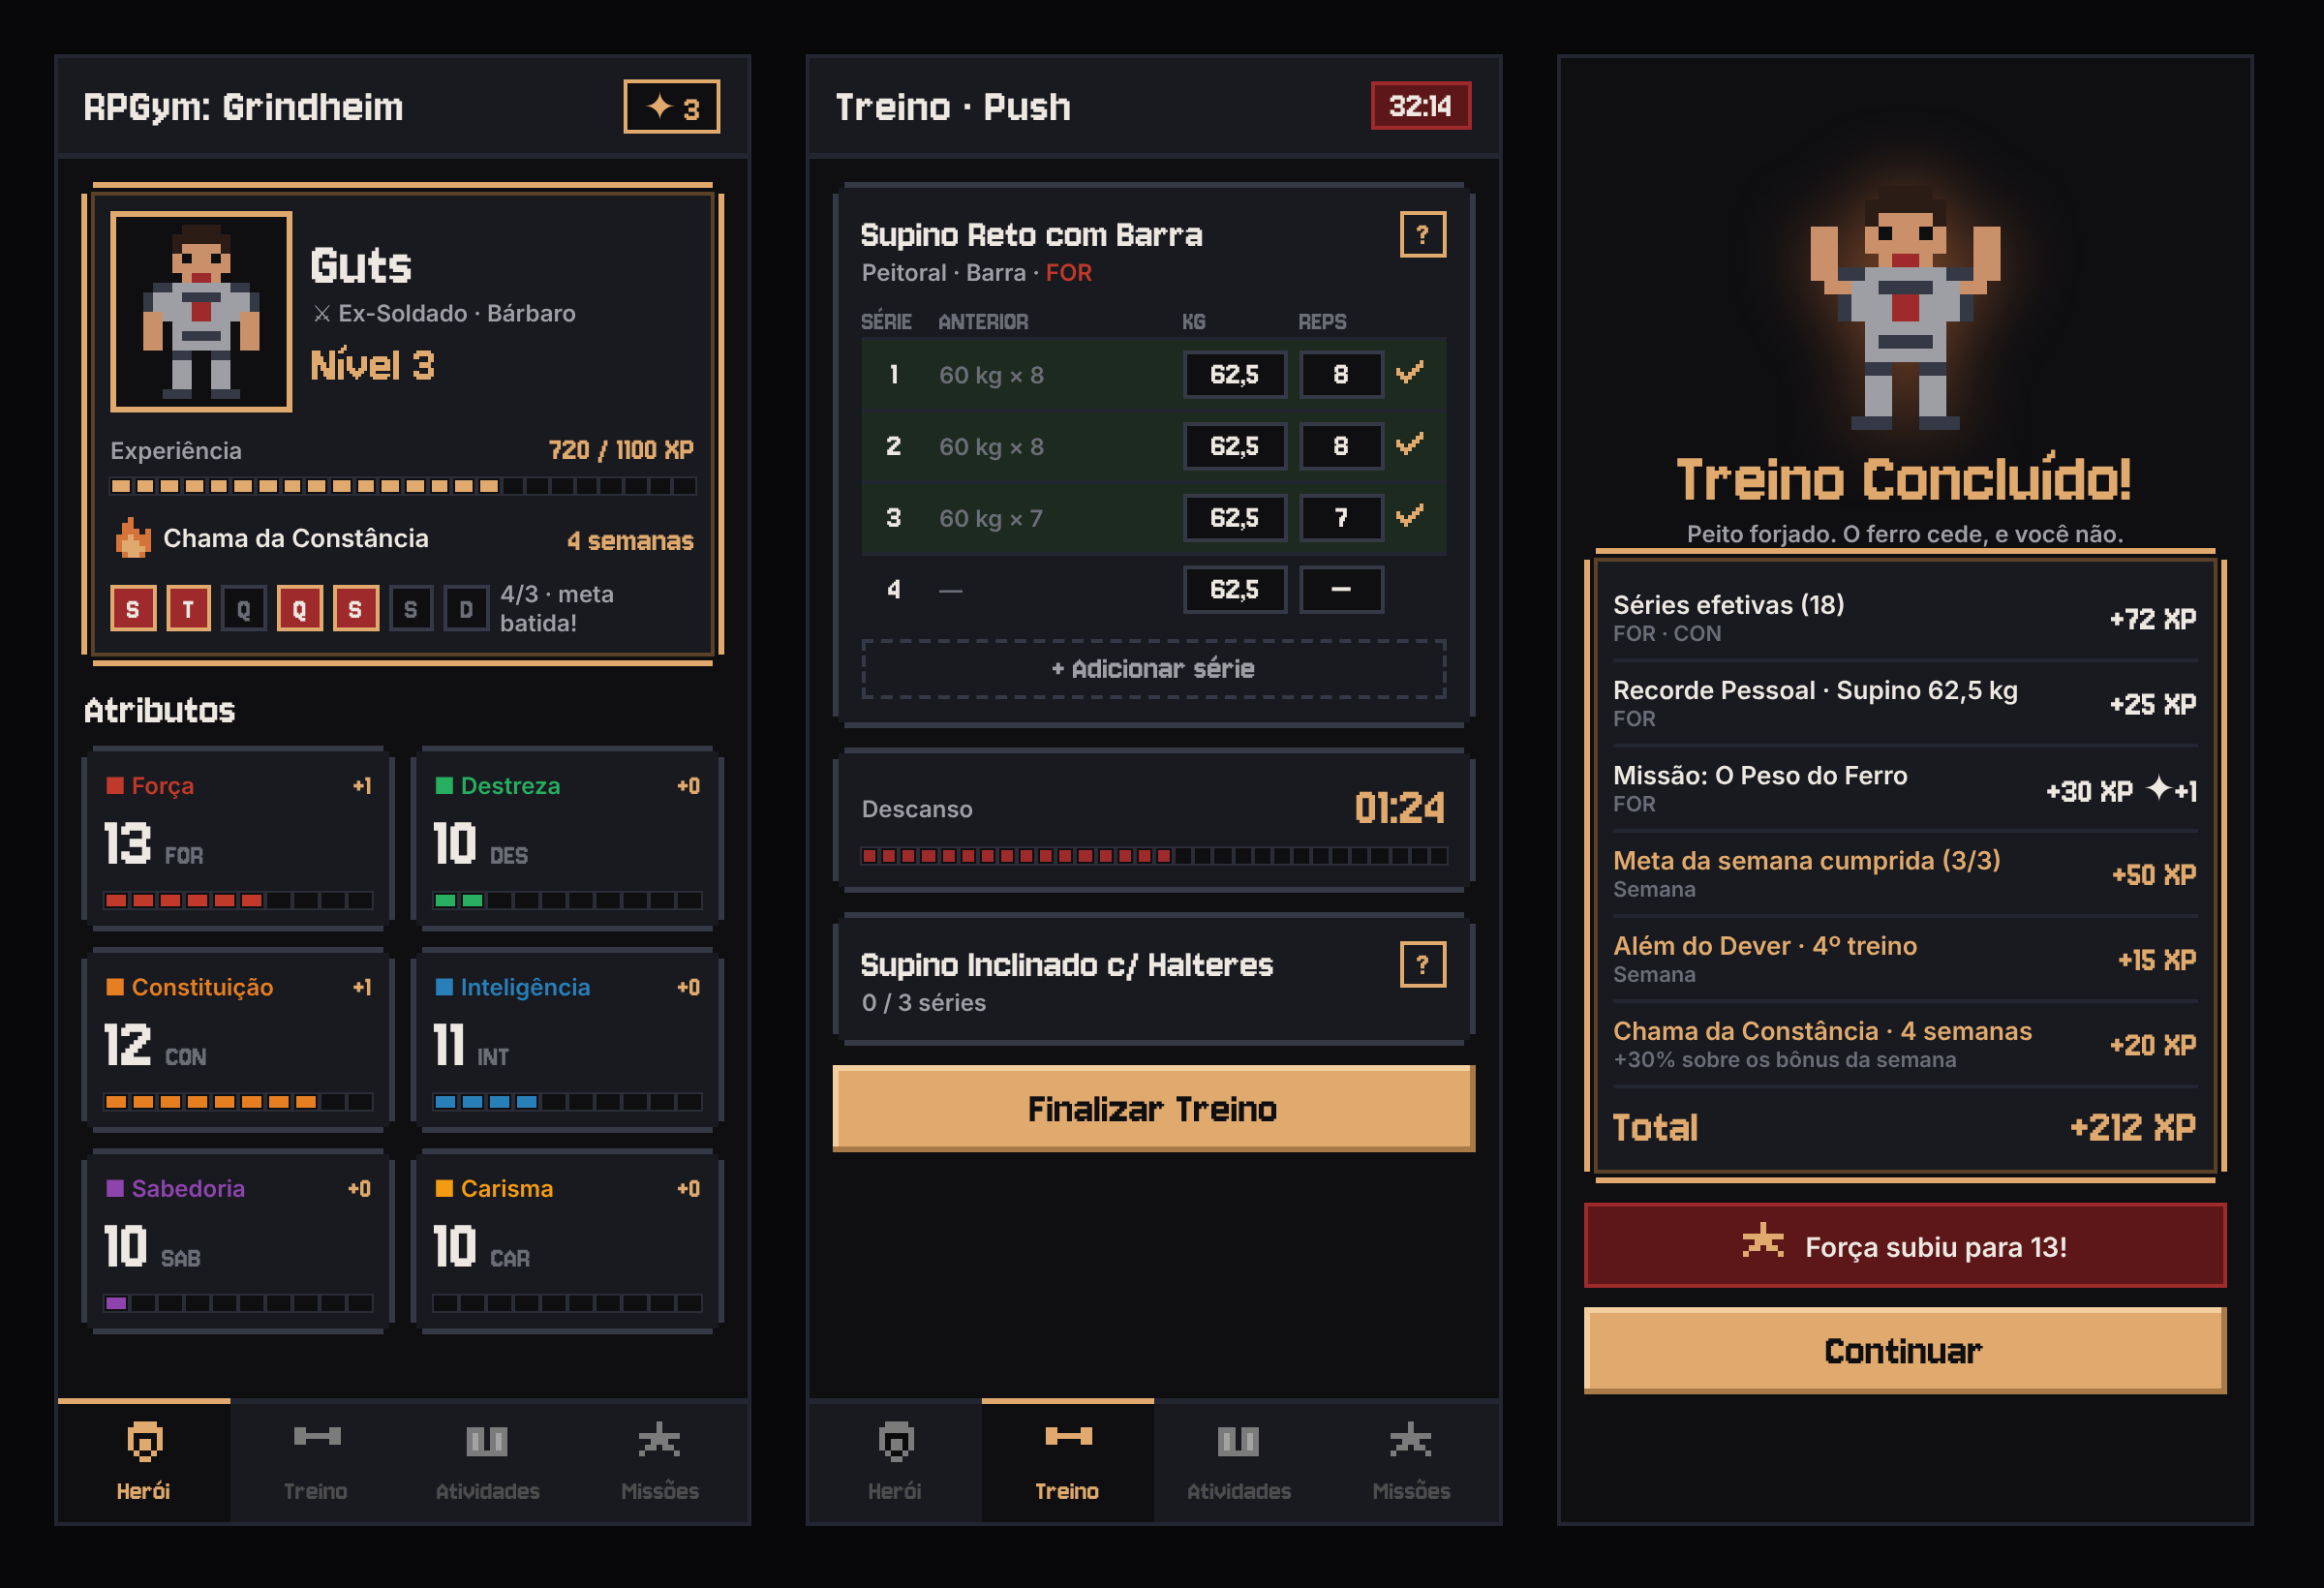 RPGym: Grindheim
✦ 3
Guts
⚔ Ex-Soldado · Bárbaro
Nível 3
Experiência 720 / 1100 XP
Chama da Constância 4 semanas
S T Q Q S S D 4/3 · meta batida!
Atributos
Força +1
13 FOR
Destreza +0
10 DES
Constituição +1
12 CON
Inteligência +0
11 INT
Sabedoria +0
10 SAB
Carisma +0
10 CAR
Herói Treino Atividades Missões
Treino · Push
32:14
Supino Reto com Barra
?
Peitoral · Barra · FOR
SÉRIE ANTERIOR KG REPS
1 60 kg × 8 62,5 8
2 60 kg × 8 62,5 8
3 60 kg × 7 62,5 7
4 — 62,5 —
+ Adicionar série
Descanso 01:24
Supino Inclinado c/ Halteres
?
0 / 3 séries
Finalizar Treino
Herói Treino Atividades Missões
Treino Concluído!
Peito forjado. O ferro cede, e você não.
Séries efetivas (18) +72 XP
FOR · CON
Recorde Pessoal · Supino 62,5 kg +25 XP
FOR
Missão: O Peso do Ferro +30 XP ✦+1
FOR
Meta da semana cumprida (3/3) +50 XP
Semana
Além do Dever · 4º treino +15 XP
Semana
Chama da Constância · 4 semanas +20 XP
+30% sobre os bônus da semana
Total +212 XP
Força subiu para 13!
Continuar